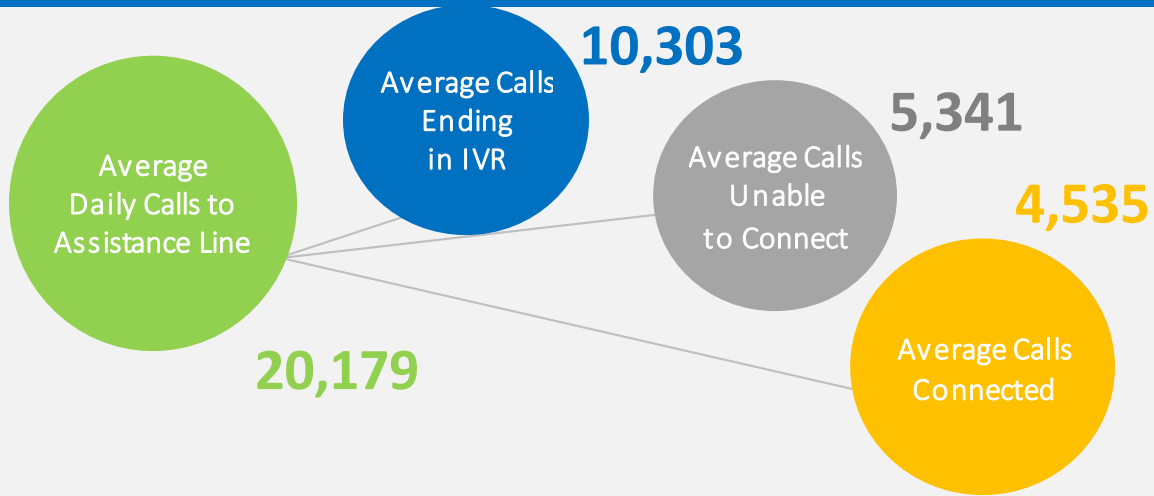 Average
Daily Calls to
Assistance Line
20,179
Average Calls
Ending
in IVR
10,303
Average Calls
Unable
to Connect
5,341
Average Calls
Connected
4,535